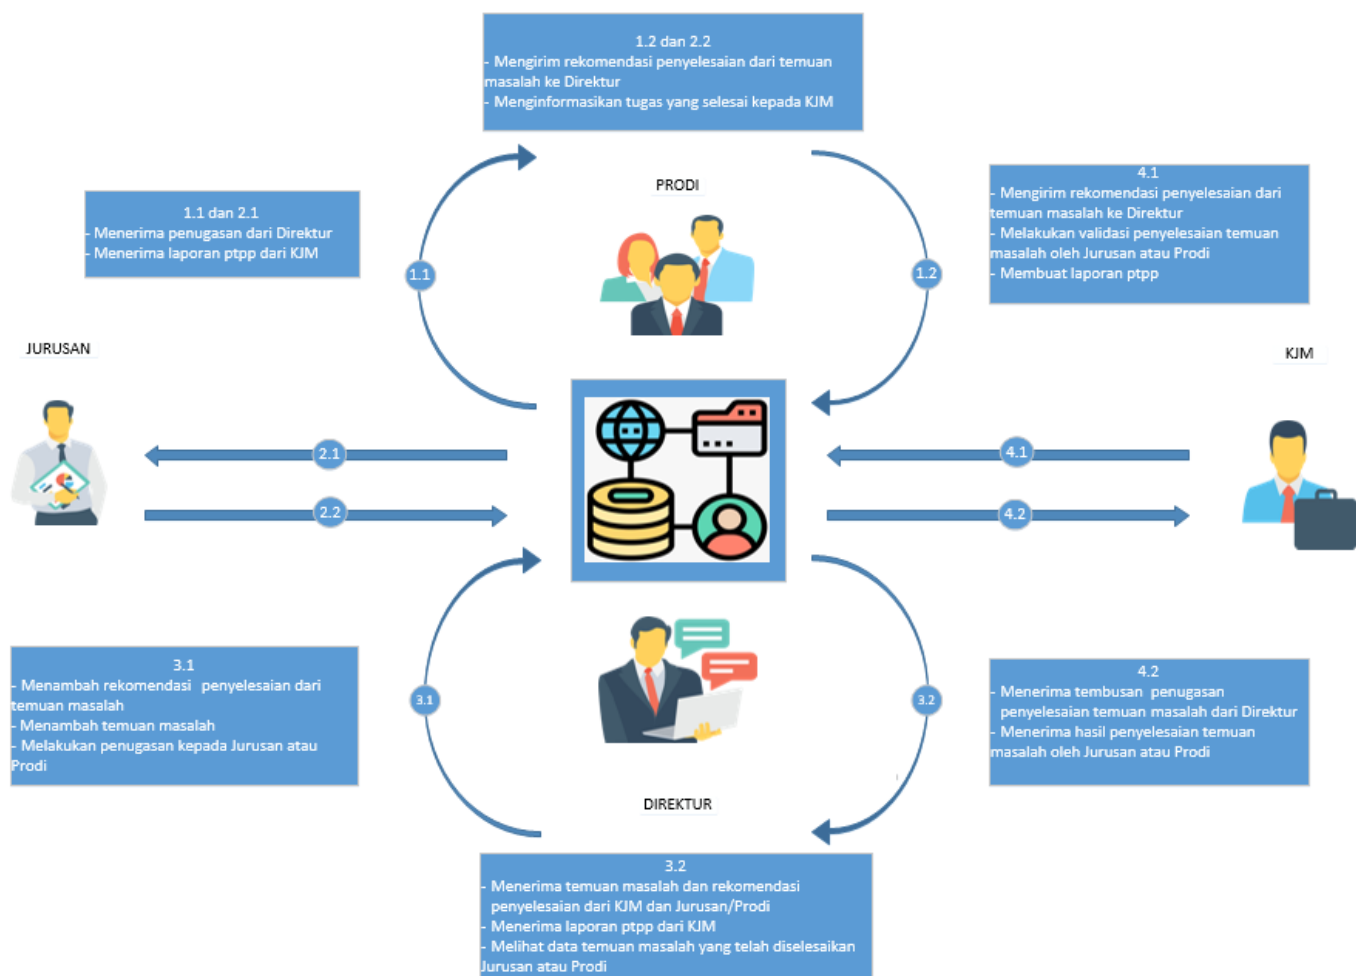 1.2 dan 2.2
- Mengirim rekomendasi penyelesaian dari temuan
masalah ke Direktur
- Menginformasikan tugas yang selesai kepada KJM
PRODI
4.1
- Mengirim rekomendasi penyelesaian dari
temuan masalah ke Direktur
- Melakukan validasi penyelesaian temuan
masalah oleh Jurusan atau Prodi
- Membuat laporan ptpp
1.1 dan 2.1
- Menerima penugasan dari Direktur
- Menerima laporan ptpp dari KJM
1.1
1.2
JURUSAN
KJM
2.1
4.1
2.2
4.2
3.1
- Menambah rekomendasi penyelesaian dari
temuan masalah
- Menambah temuan masalah
- Melakukan penugasan kepada Jurusan atau
Prodi
3.1
3.2
4.2
- Menerima tembusan penugasan
penyelesaian temuan masalah dari Direktur
- Menerima hasil penyelesaian temuan
masalah oleh Jurusan atau Prodi
DIREKTUR
3.2
- Menerima temuan masalah dan rekomendasi
penyelesaian dari KJM dan Jurusan/Prodi
- Menerima laporan ptpp dari KJM
- Melihat data temuan masalah yang telah diselesaikan
Jurusan atau Prodi